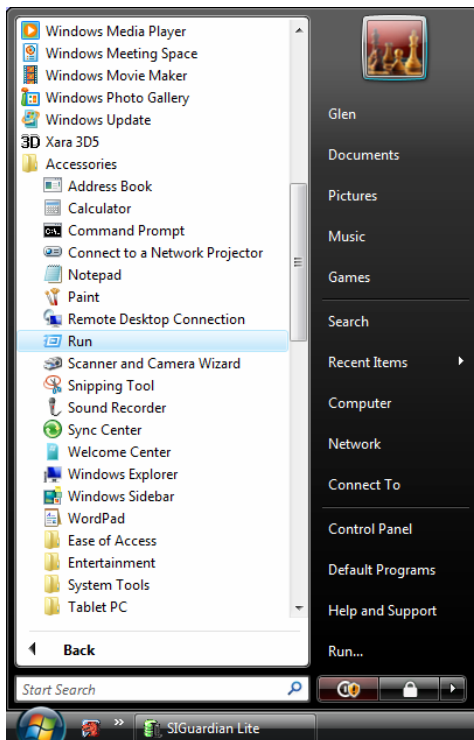 Windows Media Player
Windows Meeting Space
Windows Movie Maker
Windows Photo Gallery
Windows Update
3D Xara 3D5
Accessories
Address Book
Calculator
Command Prompt
Connect to a Network Projector
Notepad
Paint
Remote Desktop Connection
Run
Scanner and Camera Wizard
Snipping Tool
Sound Recorder
Sync Center
Welcome Center
Windows Explorer
Windows Sidebar
WordPad
Ease of Access
Entertainment
System Tools
Tablet PC
Back
Start Search
Glen
Documents
Pictures
Music
Games
Search
Recent Items
Computer
Network
Connect To
Control Panel
Default Programs
Help and Support
Run...
» SIGuardian Lite